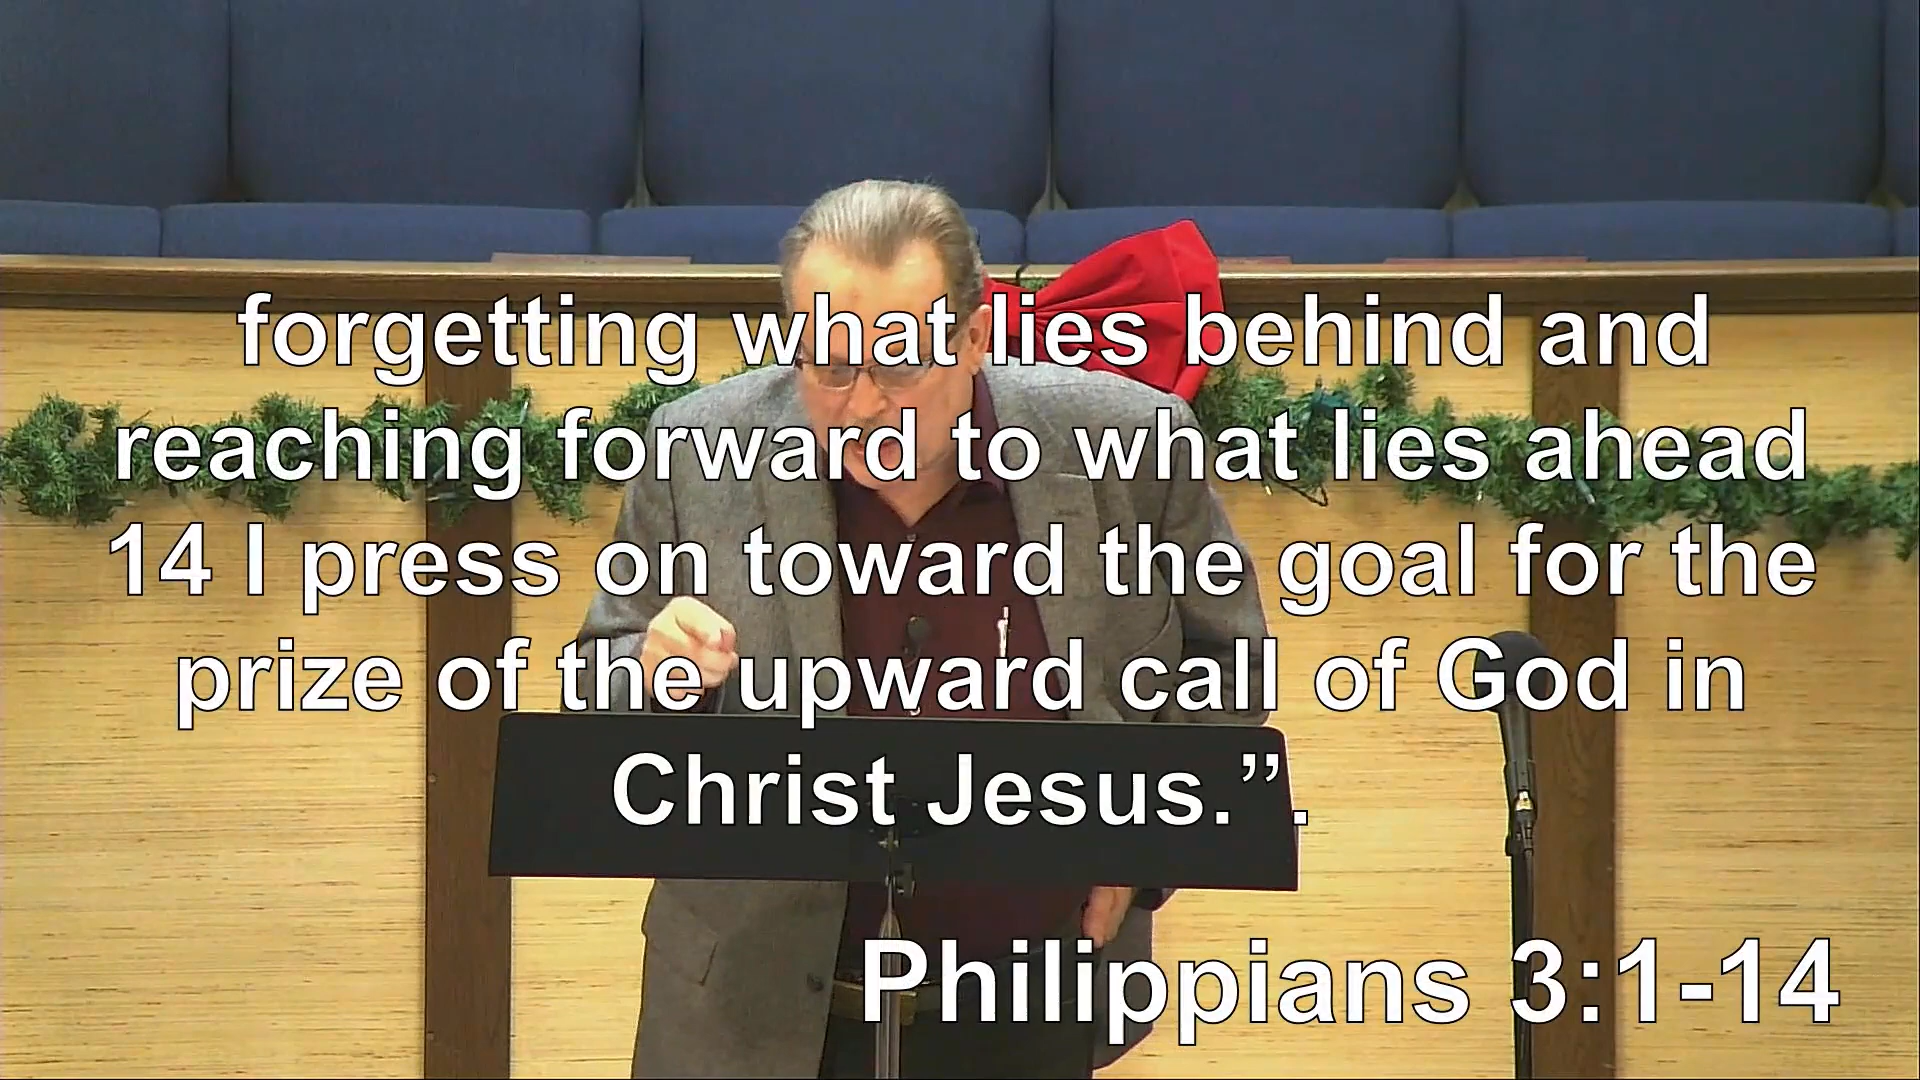 forgetting what lies behind and
reaching forward to what lies ahead
14 I press on toward the goal for the
prize of the upward call of God in
Christ Jesus.”.
Philippians 3:1-14